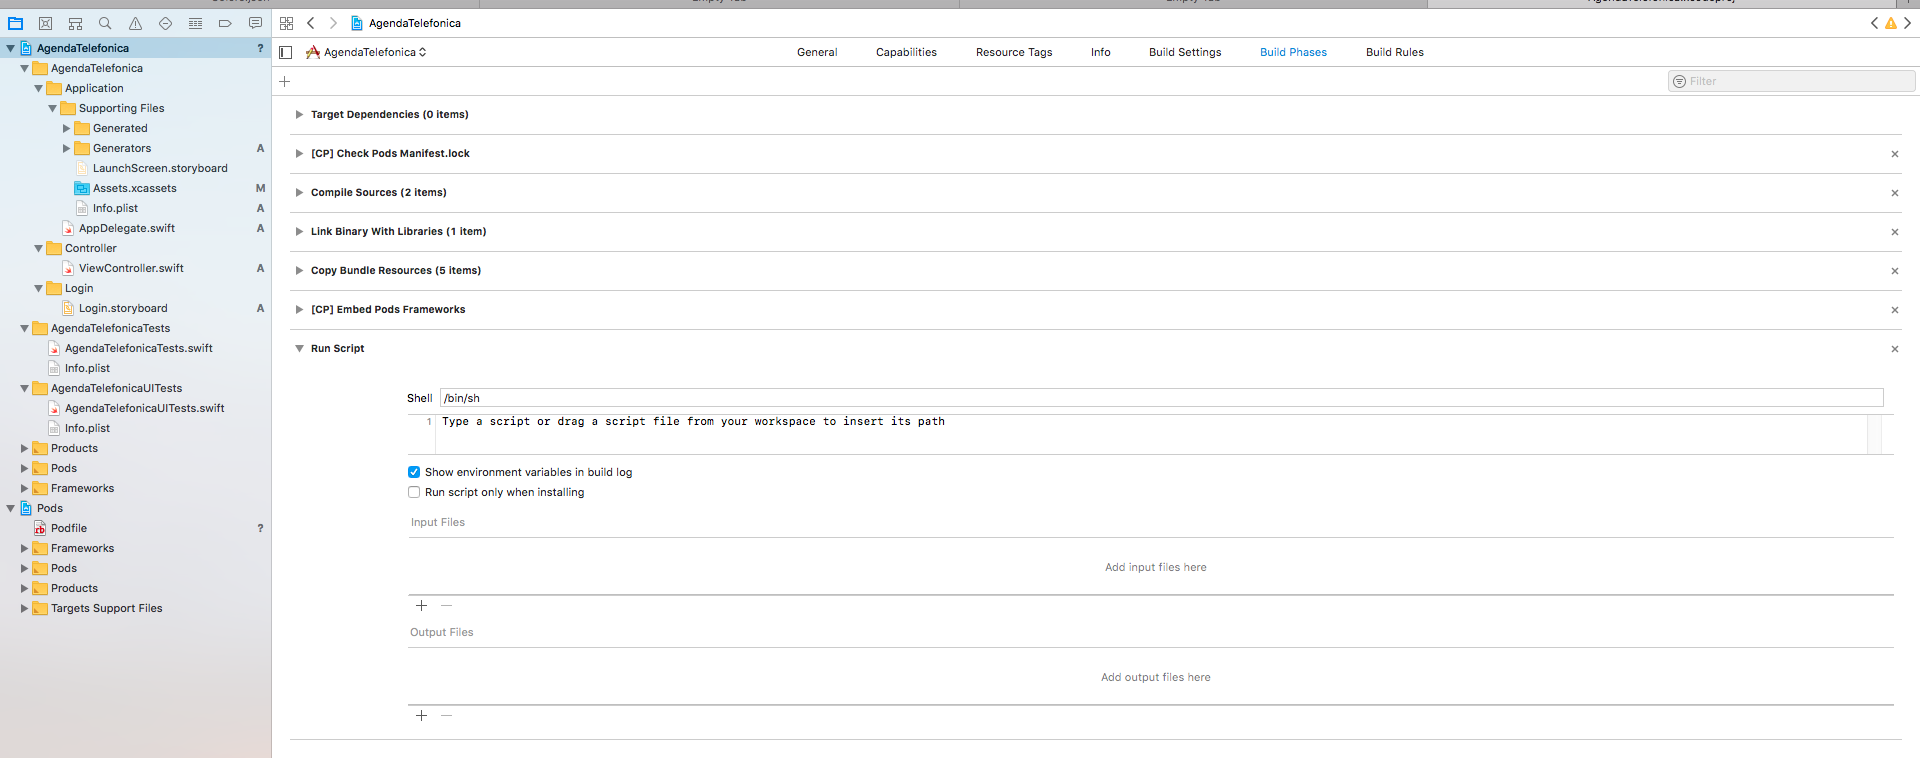 Empty Tab
Empty Tab
AgendaTelefonica
AgendaTelefonica ?
AgendaTelefonica
General
Capabilities
Resource Tags
Info
Build Settings
Build Phases
Build Rules
Filter
AgendaTelefonica
Application
Supporting Files
Generated
Generators A
LaunchScreen.storyboard
Assets.xcassets M
Info.plist A
AppDelegate.swift A
Controller
ViewController.swift A
Login
Login.storyboard A
AgendaTelefonicaTests
AgendaTelefonicaTests.swift
Info.plist
AgendaTelefonicaUITests
AgendaTelefonicaUITests.swift
Info.plist
Products
Pods
Frameworks
Pods
Podfile ?
Frameworks
Pods
Products
Targets Support Files
Target Dependencies (0 items)
[CP] Check Pods Manifest.lock
Compile Sources (2 items)
Link Binary With Libraries (1 item)
Copy Bundle Resources (5 items)
[CP] Embed Pods Frameworks
Run Script
Shell /bin/sh
1 Type a script or drag a script file from your workspace to insert its path
Show environment variables in build log
Run script only when installing
Input Files
Add input files here
Output Files
Add output files here